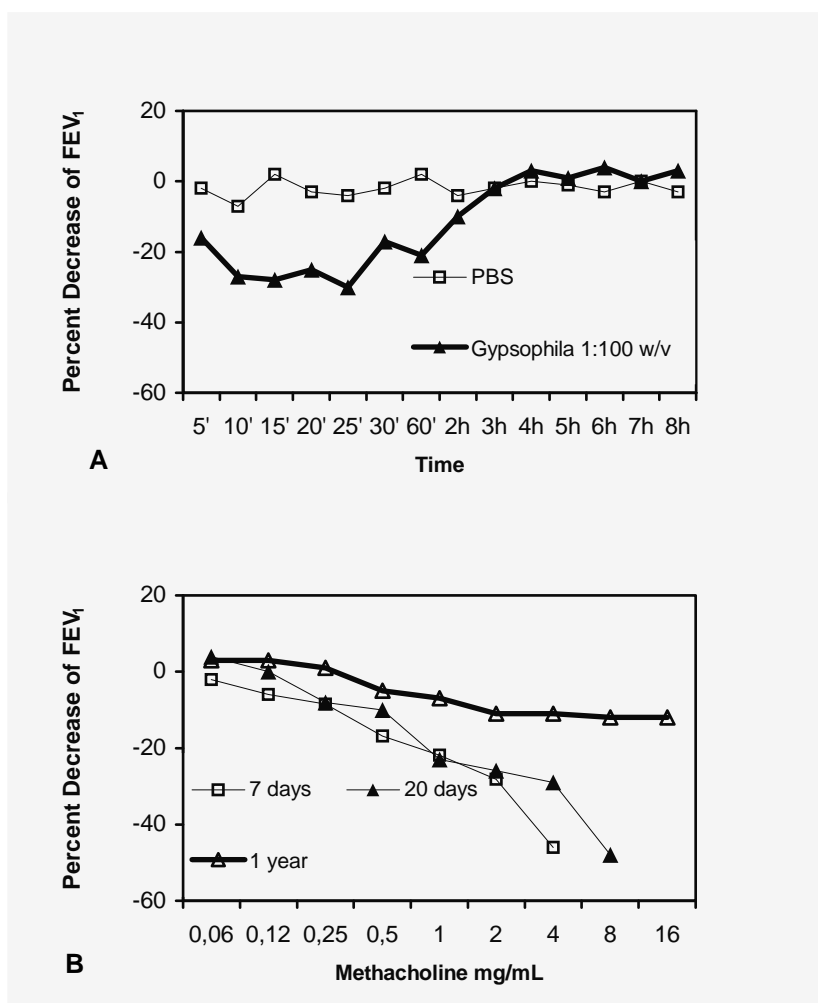 Percent Decrease of FEV₁
20
0
-20
-40
-60
PBS
Gypsophila 1:100 w/v
5' 10' 15' 20' 25' 30' 60' 2h 3h 4h 5h 6h 7h 8h
Time
A
Percent Decrease of FEV₁
20
0
-20
-40
-60
7 days 20 days
1 year
0,06 0,12 0,25 0,5 1 2 4 8 16
Methacholine mg/mL
B